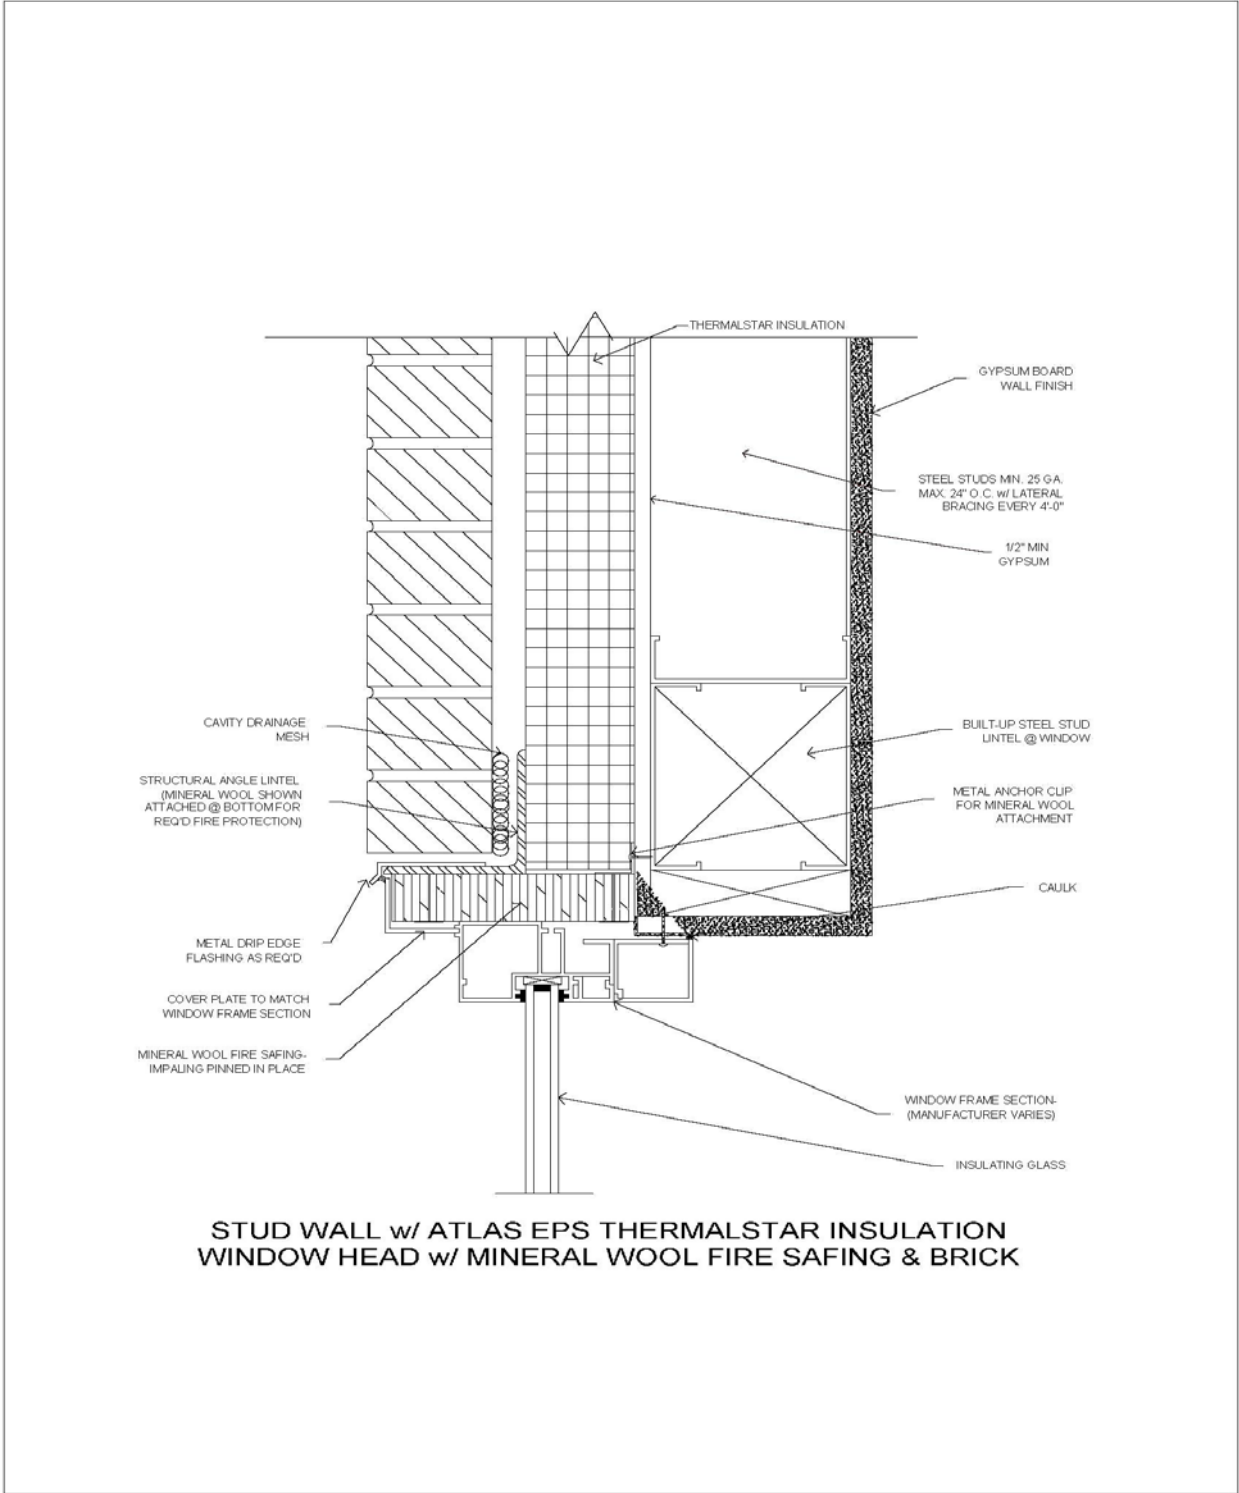 THERMALSTAR INSULATION
GYPSUM BOARD
WALL FINISH
STEEL STUDS MIN. 25 GA.
MAX. 24" O.C. w/ LATERAL
BRACING EVERY 4'-0"
1/2" MIN
GYPSUM
CAVITY DRAINAGE
MESH
BUILT-UP STEEL STUD
LINTEL @ WINDOW
STRUCTURAL ANGLE LINTEL
(MINERAL WOOL SHOWN
ATTACHED @ BOTTOM FOR
REQ'D FIRE PROTECTION)
METAL ANCHOR CLIP
FOR MINERAL WOOL
ATTACHMENT
CAULK
METAL DRIP EDGE
FLASHING AS REQ'D
COVER PLATE TO MATCH
WINDOW FRAME SECTION
MINERAL WOOL FIRE SAFING-
IMPALING PINNED IN PLACE
WINDOW FRAME SECTION-
(MANUFACTURER VARIES)
INSULATING GLASS
STUD WALL w/ ATLAS EPS THERMALSTAR INSULATION
WINDOW HEAD w/ MINERAL WOOL FIRE SAFING & BRICK